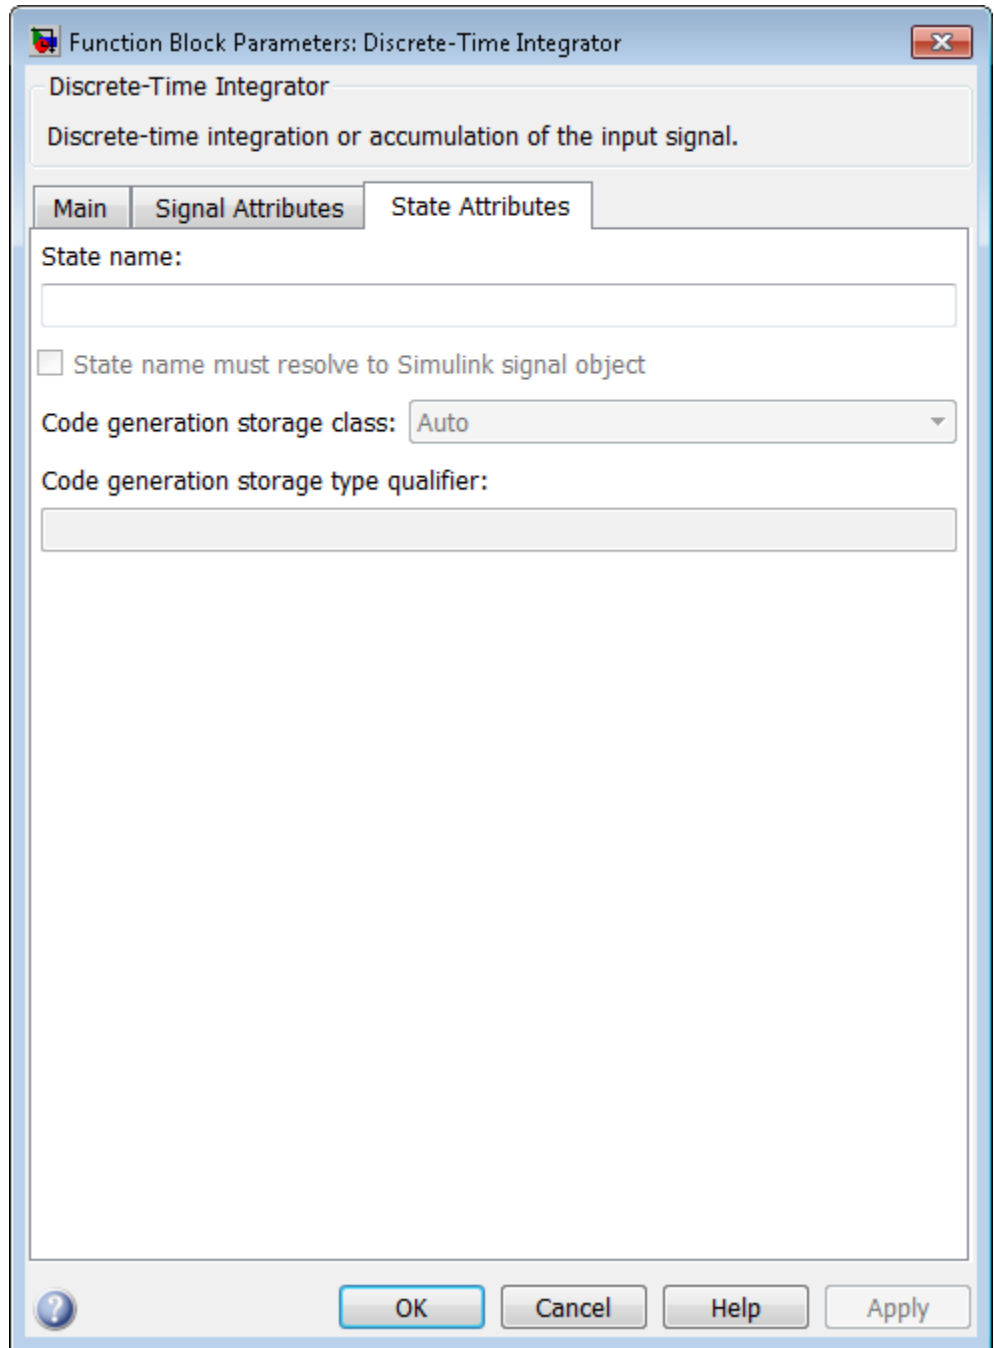 Function Block Parameters: Discrete-Time Integrator
Discrete-Time Integrator
Discrete-time integration or accumulation of the input signal.
Main Signal Attributes State Attributes
State name:
State name must resolve to Simulink signal object
Code generation storage class: Auto
Code generation storage type qualifier:
? OK Cancel Help Apply